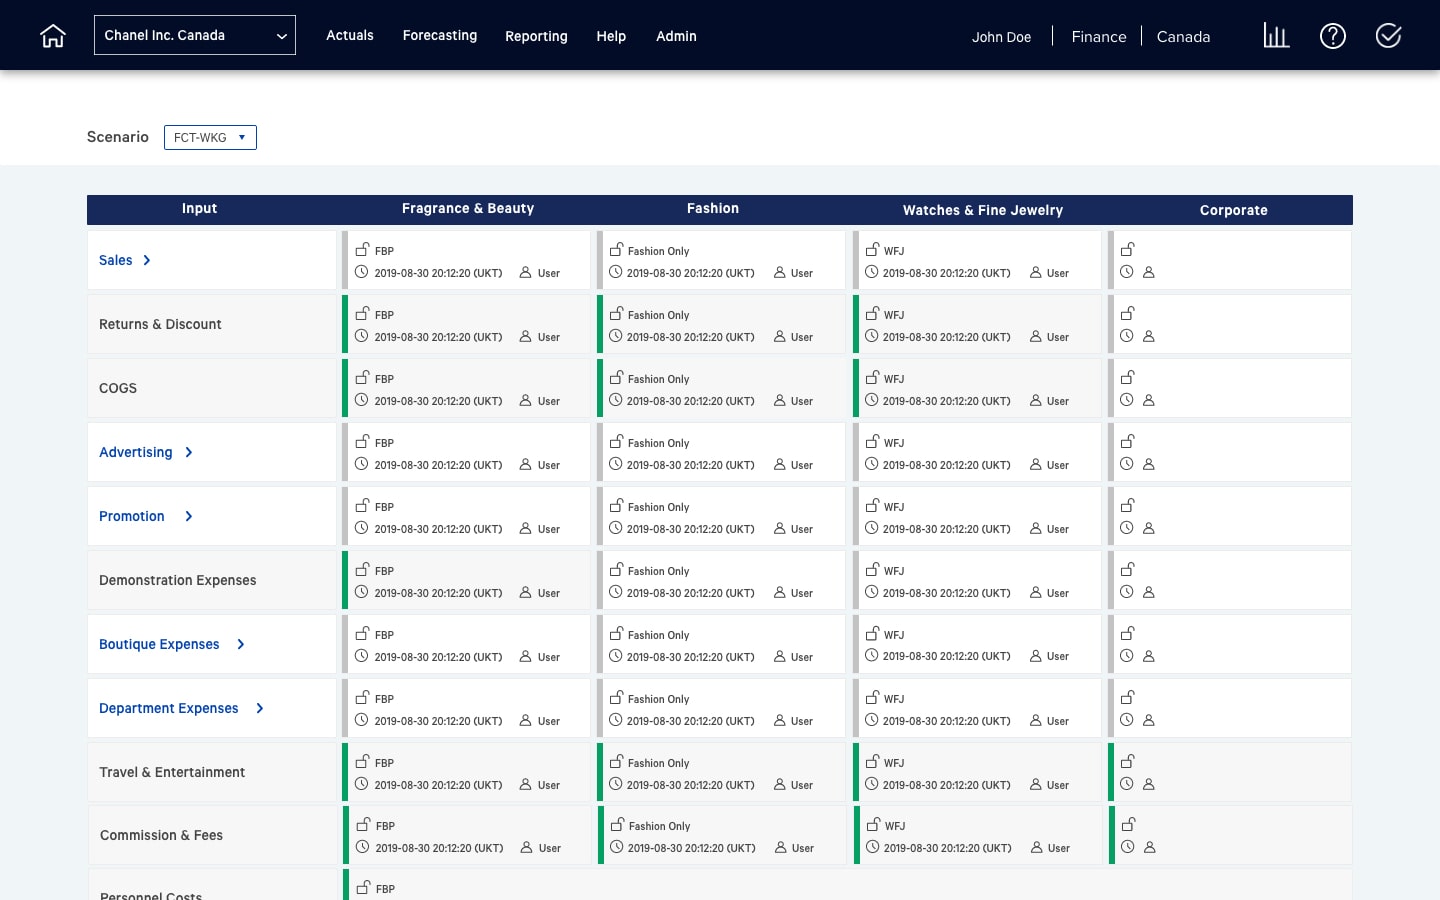 Chanel Inc. Canada Actuals Forecasting Reporting Help Admin John Doe Finance Canada
Scenario FCT-WKG
Input Fragrance & Beauty Fashion Watches & Fine Jewelry Corporate
FBP Fashion Only WFJ
Sales
2019-08-30 20:12:20 (UKT) User 2019-08-30 20:12:20 (UKT) User 2019-08-30 20:12:20 (UKT) User
FBP Fashion Only WFJ
Returns & Discount
2019-08-30 20:12:20 (UKT) User 2019-08-30 20:12:20 (UKT) User 2019-08-30 20:12:20 (UKT) User
FBP Fashion Only WFJ
COGS
2019-08-30 20:12:20 (UKT) User 2019-08-30 20:12:20 (UKT) User 2019-08-30 20:12:20 (UKT) User
FBP Fashion Only WFJ
Advertising
2019-08-30 20:12:20 (UKT) User 2019-08-30 20:12:20 (UKT) User 2019-08-30 20:12:20 (UKT) User
FBP Fashion Only WFJ
Promotion
2019-08-30 20:12:20 (UKT) User 2019-08-30 20:12:20 (UKT) User 2019-08-30 20:12:20 (UKT) User
FBP Fashion Only WFJ
Demonstration Expenses
2019-08-30 20:12:20 (UKT) User 2019-08-30 20:12:20 (UKT) User 2019-08-30 20:12:20 (UKT) User
FBP Fashion Only WFJ
Boutique Expenses
2019-08-30 20:12:20 (UKT) User 2019-08-30 20:12:20 (UKT) User 2019-08-30 20:12:20 (UKT) User
FBP Fashion Only WFJ
Department Expenses
2019-08-30 20:12:20 (UKT) User 2019-08-30 20:12:20 (UKT) User 2019-08-30 20:12:20 (UKT) User
FBP Fashion Only WFJ
Travel & Entertainment
2019-08-30 20:12:20 (UKT) User 2019-08-30 20:12:20 (UKT) User 2019-08-30 20:12:20 (UKT) User
FBP Fashion Only WFJ
Commission & Fees
2019-08-30 20:12:20 (UKT) User 2019-08-30 20:12:20 (UKT) User 2019-08-30 20:12:20 (UKT) User
FBP
Personnel Costs